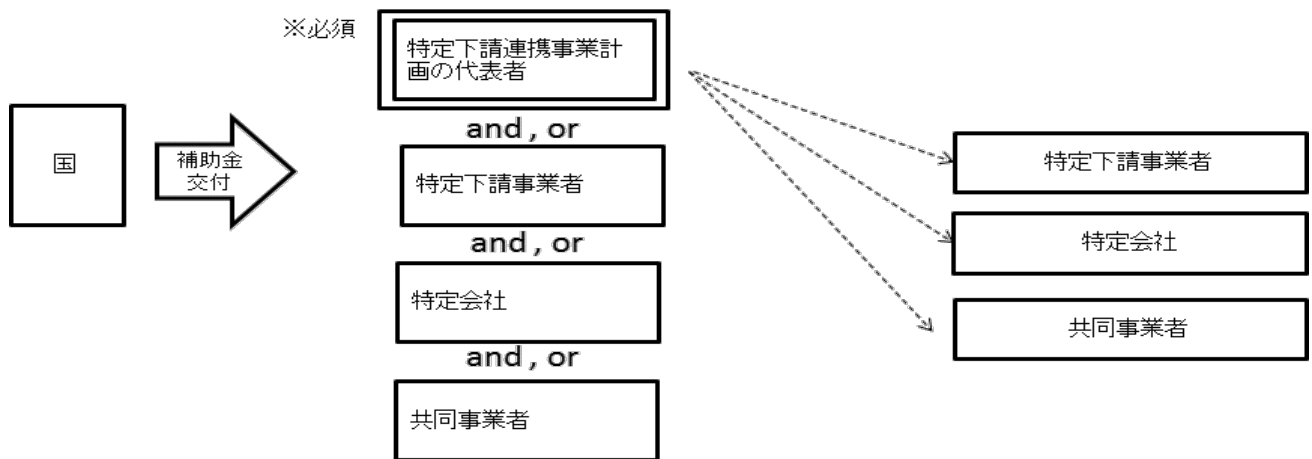 ※必須
特定下請連携事業計
画の代表者
and , or
国
補助金
交付
特定下請事業者
and , or
特定会社
and , or
共同事業者
特定下請事業者
特定会社
共同事業者